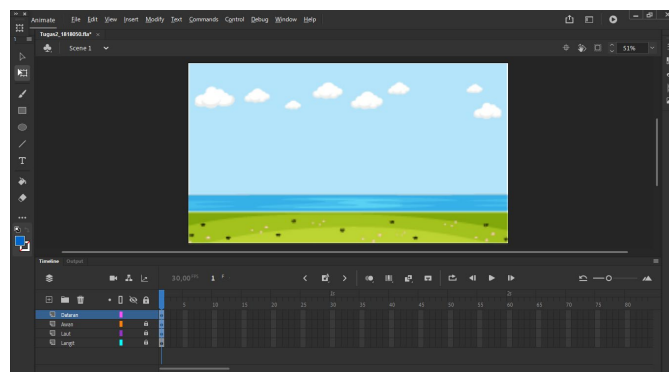 Animate File Edit View Insert Modify Text Commands Control Debug Window Help
Tugas2_1818050.fla* ×
Scene 1 51%
T
Timeline Output
30,00 FPS 1 F
1s 2s
5 10 15 20 25 30 35 40 45 50 55 60 65 70 75 80
Dataran
Awan
Laut
Langit